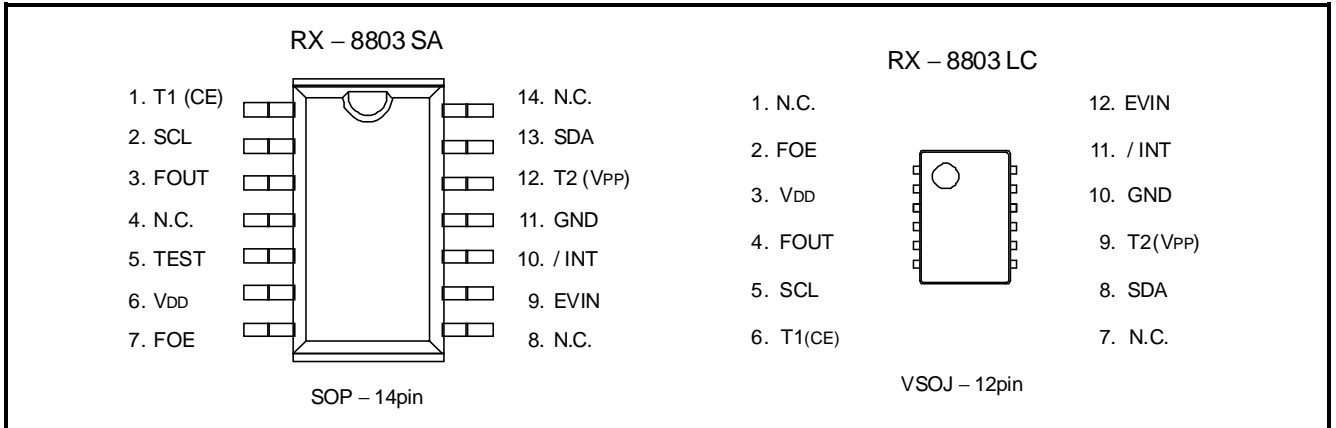 RX – 8803 SA
1. T1 (CE)
2. SCL
3. FOUT
4. N.C.
5. TEST
6. VDD
7. FOE
14. N.C.
13. SDA
12. T2 (VPP)
11. GND
10. / INT
9. EVIN
8. N.C.
SOP – 14pin
RX – 8803 LC
1. N.C.
2. FOE
3. VDD
4. FOUT
5. SCL
6. T1(CE)
12. EVIN
11. / INT
10. GND
9. T2(VPP)
8. SDA
7. N.C.
VSOJ – 12pin